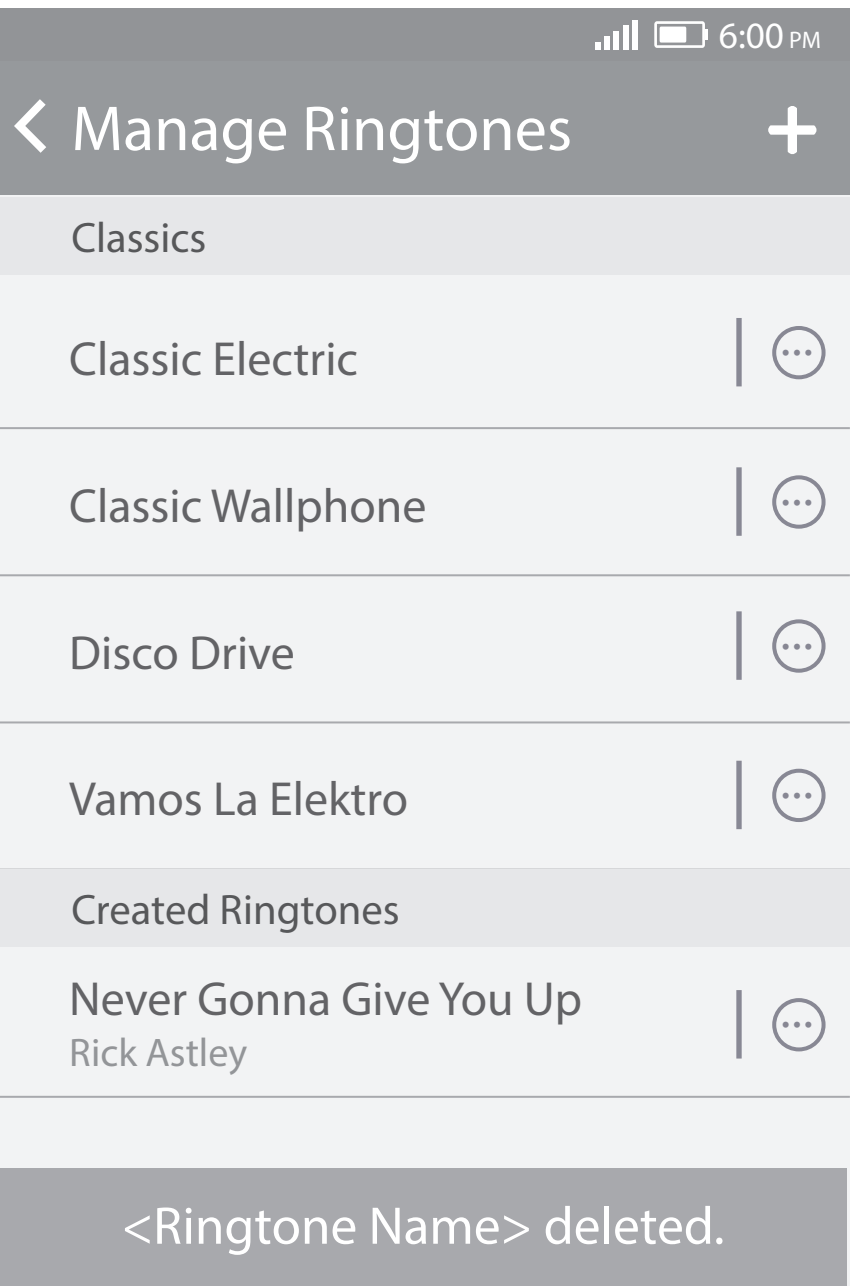 6:00 PM
Manage Ringtones
Classics
Classic Electric
Classic Wallphone
Disco Drive
Vamos La Elektro
Created Ringtones
Never Gonna Give You Up
Rick Astley
<Ringtone Name> deleted.